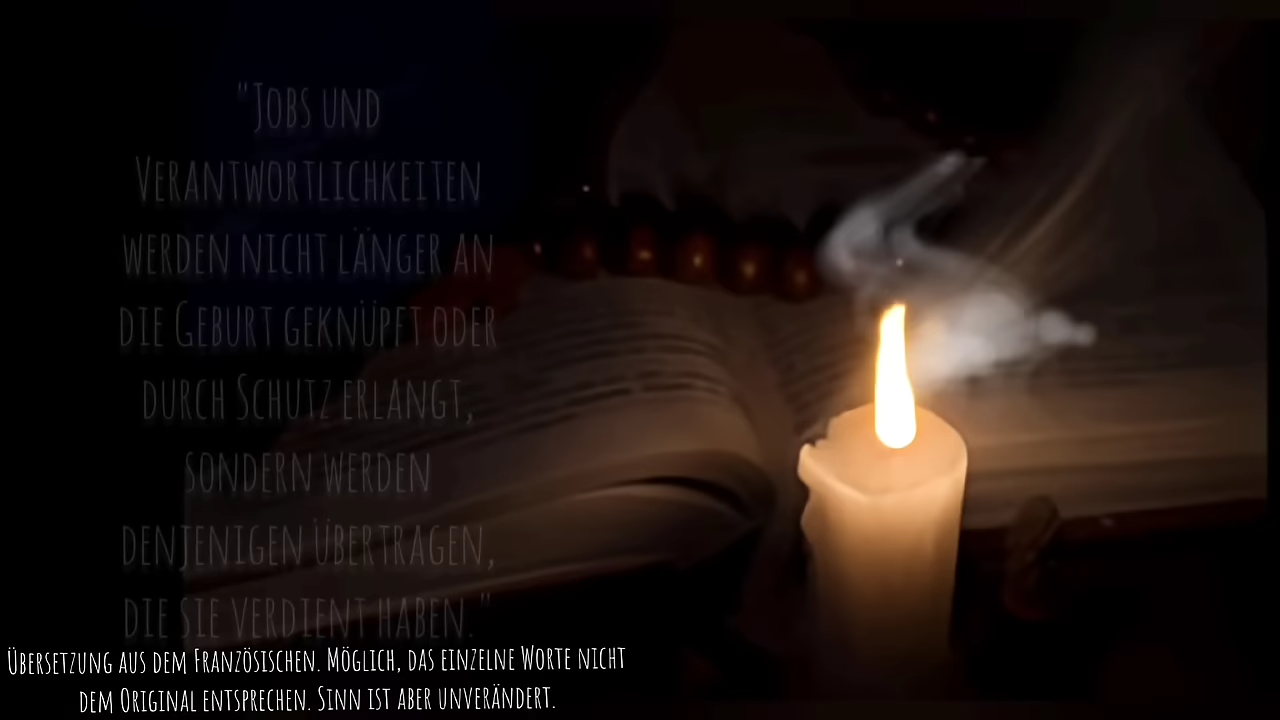 "Jobs und
Verantwortlichkeiten
werden nicht länger an
die Geburt geknüpft oder
durch Schutz erlangt,
sondern werden
denjenigen übertragen,
die sie verdient haben."
Übersetzung aus dem Französischen. Möglich, das einzelne Worte nicht
dem Original entsprechen. Sinn ist aber unverändert.